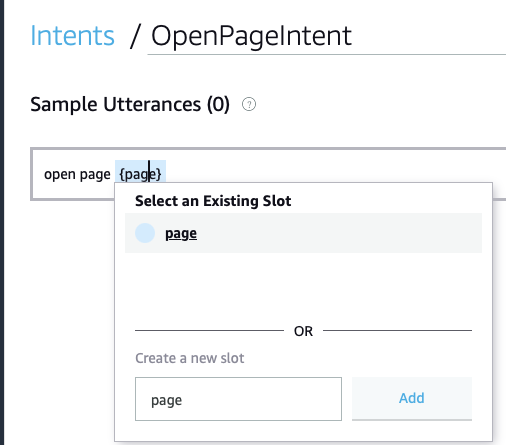 Intents / OpenPageIntent
Sample Utterances (0) ?
open page {page}
Select an Existing Slot
page
OR
Create a new slot
page Add